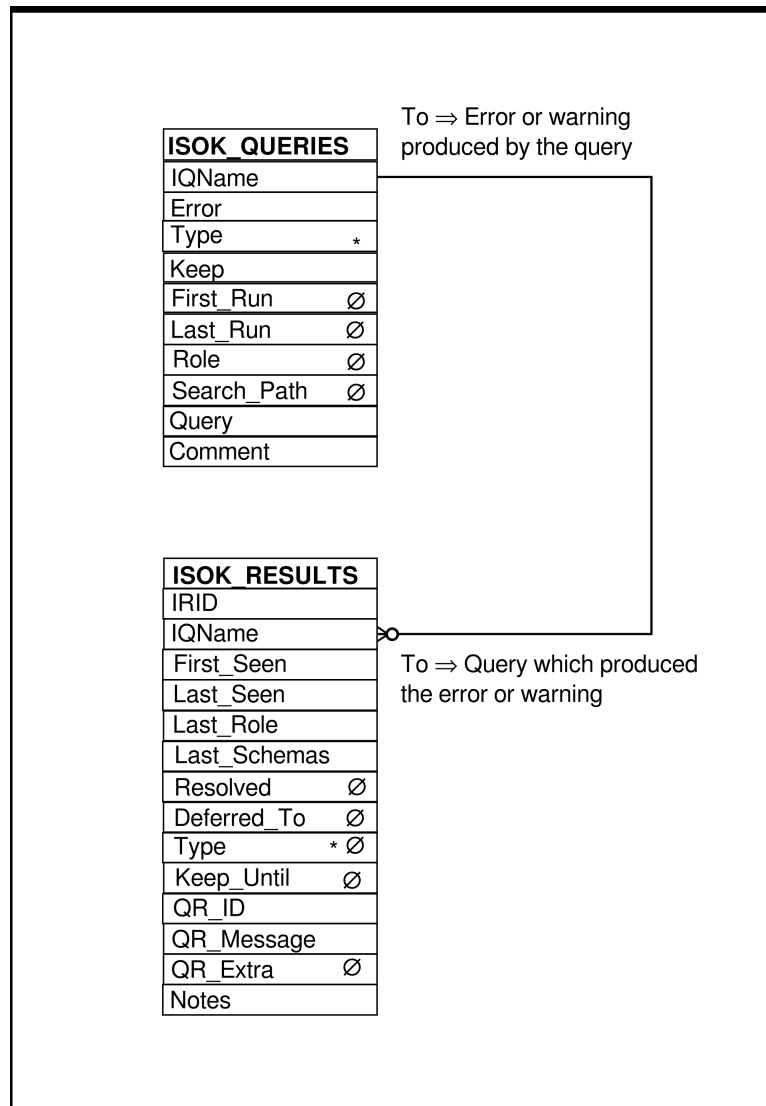 To ⇒ Error or warning
produced by the query
ISOK_QUERIES
IQName
Error
Type *
Keep
First_Run ∅
Last_Run ∅
Role ∅
Search_Path ∅
Query
Comment
ISOK_RESULTS
IRID
IQName
To ⇒ Query which produced
the error or warning
First_Seen
Last_Seen
Last_Role
Last_Schemas
Resolved ∅
Deferred_To ∅
Type * ∅
Keep_Until ∅
QR_ID
QR_Message
QR_Extra ∅
Notes